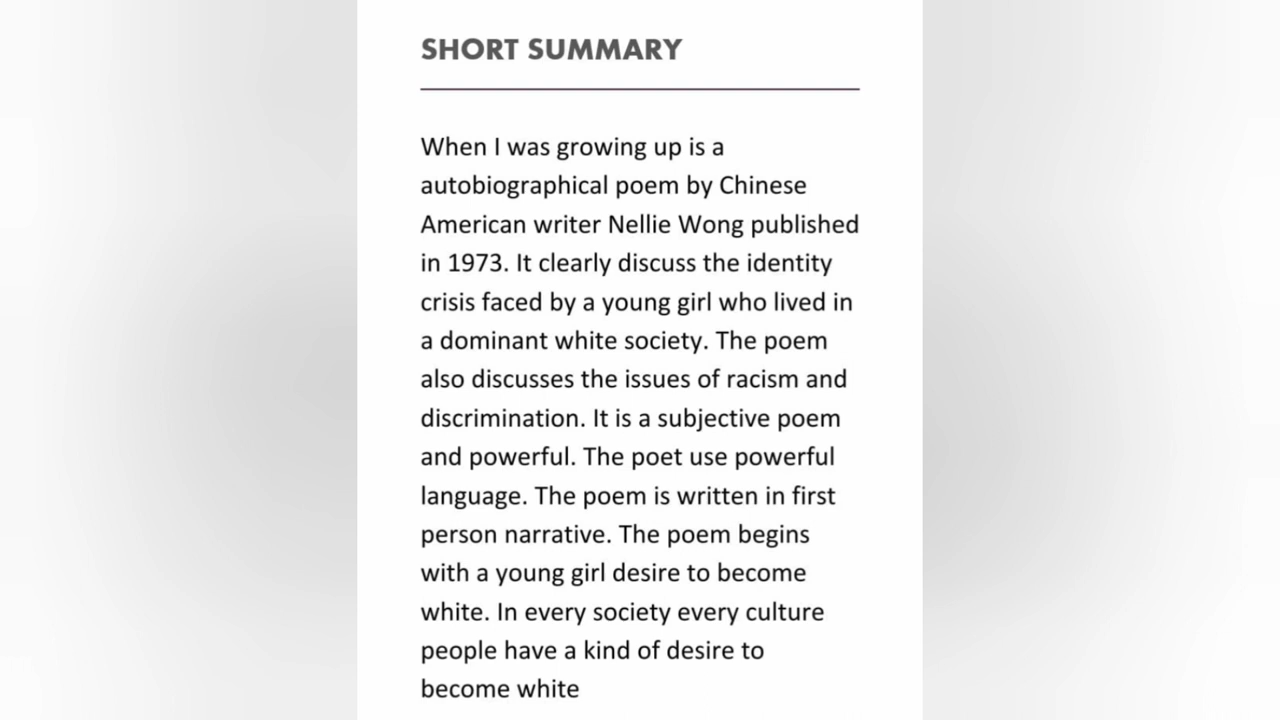 SHORT SUMMARY
When I was growing up is a
autobiographical poem by Chinese
American writer Nellie Wong published
in 1973. It clearly discuss the identity
crisis faced by a young girl who lived in
a dominant white society. The poem
also discusses the issues of racism and
discrimination. It is a subjective poem
and powerful. The poet use powerful
language. The poem is written in first
person narrative. The poem begins
with a young girl desire to become
white. In every society every culture
people have a kind of desire to
become white